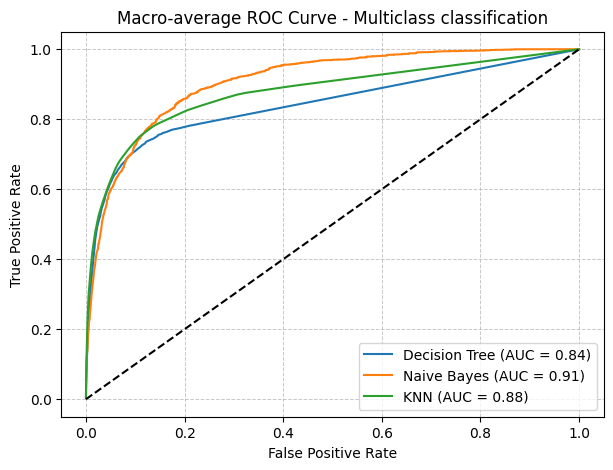 Macro-average ROC Curve - Multiclass classification
True Positive Rate
1.0
0.8
0.6
0.4
0.2
0.0
Decision Tree (AUC = 0.84)
Naive Bayes (AUC = 0.91)
KNN (AUC = 0.88)
0.0 0.2 0.4 0.6 0.8 1.0
False Positive Rate